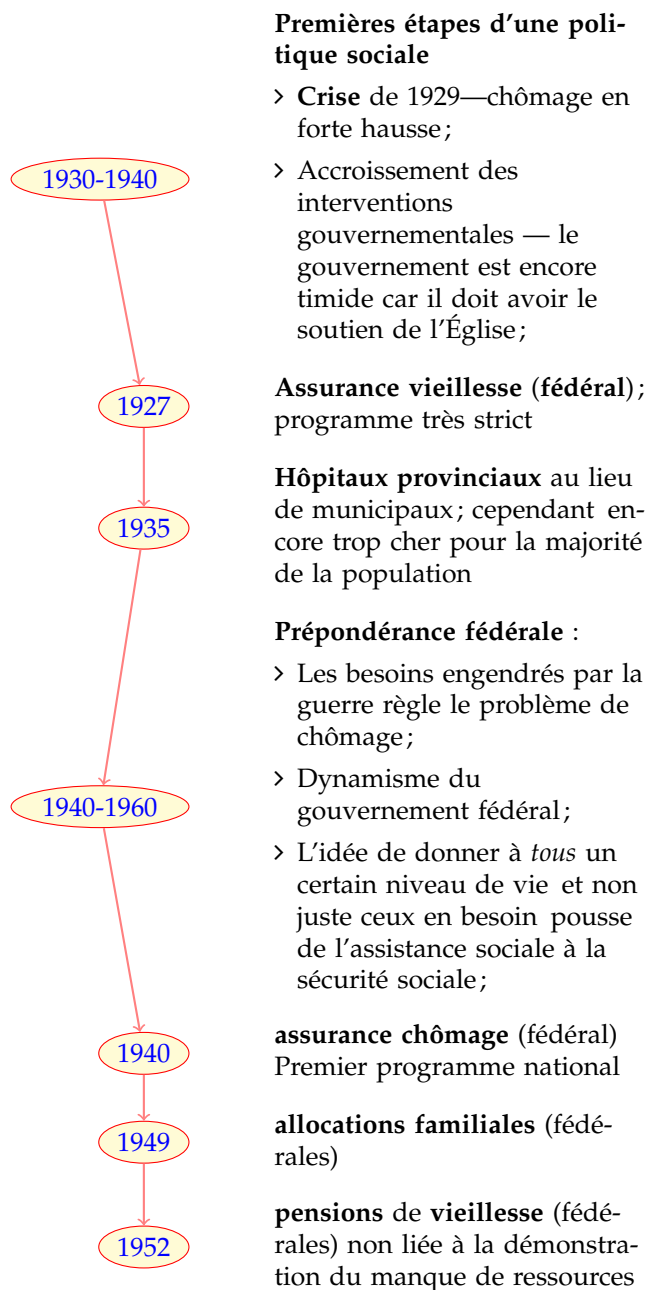 Premières étapes d'une poli-
tique sociale
> Crise de 1929—chômage en
forte hausse ;
1930-1940
> Accroissement des
interventions
gouvernementales — le
gouvernement est encore
timide car il doit avoir le
soutien de l'Église ;
1927
Assurance vieillesse (fédéral) ;
programme très strict
1935
Hôpitaux provinciaux au lieu
de municipaux ; cependant en-
core trop cher pour la majorité
de la population
1940-1960
Prépondérance fédérale :
> Les besoins engendrés par la
guerre règle le problème de
chômage ;
> Dynamisme du
gouvernement fédéral ;
> L'idée de donner à tous un
certain niveau de vie et non
juste ceux en besoin pousse
de l'assistance sociale à la
sécurité sociale ;
1940
assurance chômage (fédéral)
Premier programme national
1949
allocations familiales (fédé-
rales)
1952
pensions de vieillesse (fédé-
rales) non liée à la démonstra-
tion du manque de ressources